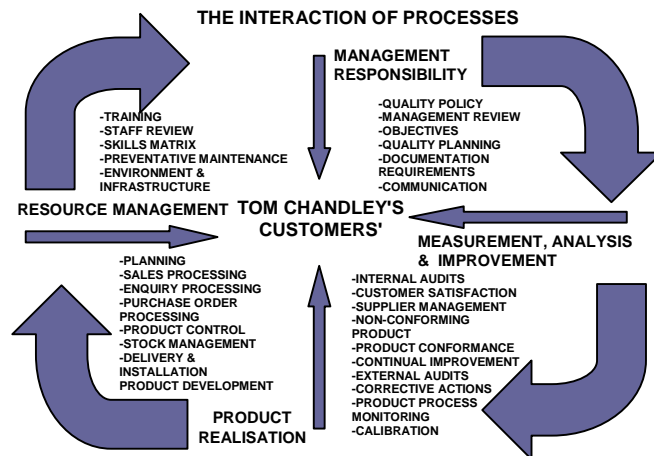 THE INTERACTION OF PROCESSES
MANAGEMENT
RESPONSIBILITY
-TRAINING
-STAFF REVIEW
-SKILLS MATRIX
-PREVENTATIVE MAINTENANCE
-ENVIRONMENT &
INFRASTRUCTURE
-QUALITY POLICY
-MANAGEMENT REVIEW
-OBJECTIVES
-QUALITY PLANNING
-DOCUMENTATION
REQUIREMENTS
-COMMUNICATION
RESOURCE MANAGEMENT
TOM CHANDLEY'S
CUSTOMERS'
MEASUREMENT, ANALYSIS
& IMPROVEMENT
-PLANNING
-SALES PROCESSING
-ENQUIRY PROCESSING
-PURCHASE ORDER
PROCESSING
-PRODUCT CONTROL
-STOCK MANAGEMENT
-DELIVERY &
INSTALLATION
PRODUCT DEVELOPMENT
-INTERNAL AUDITS
-CUSTOMER SATISFACTION
-SUPPLIER MANAGEMENT
-NON-CONFORMING
PRODUCT
-PRODUCT CONFORMANCE
-CONTINUAL IMPROVEMENT
-EXTERNAL AUDITS
-CORRECTIVE ACTIONS
-PRODUCT PROCESS
MONITORING
-CALIBRATION
PRODUCT
REALISATION